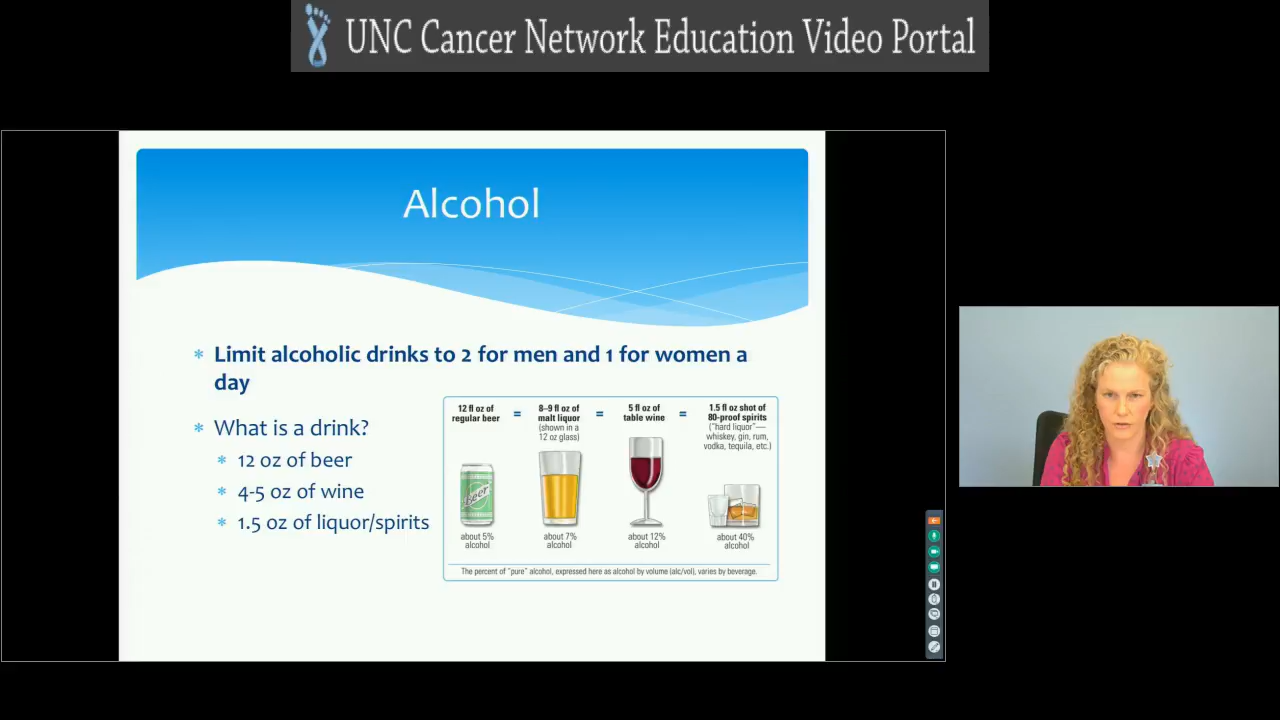 UNC Cancer Network Education Video Portal
Alcohol
* Limit alcoholic drinks to 2 for men and 1 for women a
day
* What is a drink?
* 12 oz of beer
* 4-5 oz of wine
* 1.5 oz of liquor/spirits
12 fl oz of
regular beer
=
8–9 fl oz of
malt liquor
(shown in a
12 oz glass)
=
5 fl oz of
table wine
=
1.5 fl oz shot of
80-proof spirits
("hard liquor"—
whiskey, gin, rum,
vodka, tequila, etc.)
Beer
about 5%
alcohol
about 7%
alcohol
about 12%
alcohol
about 40%
alcohol
The percent of "pure" alcohol, expressed here as alcohol by volume (alc/vol), varies by beverage.